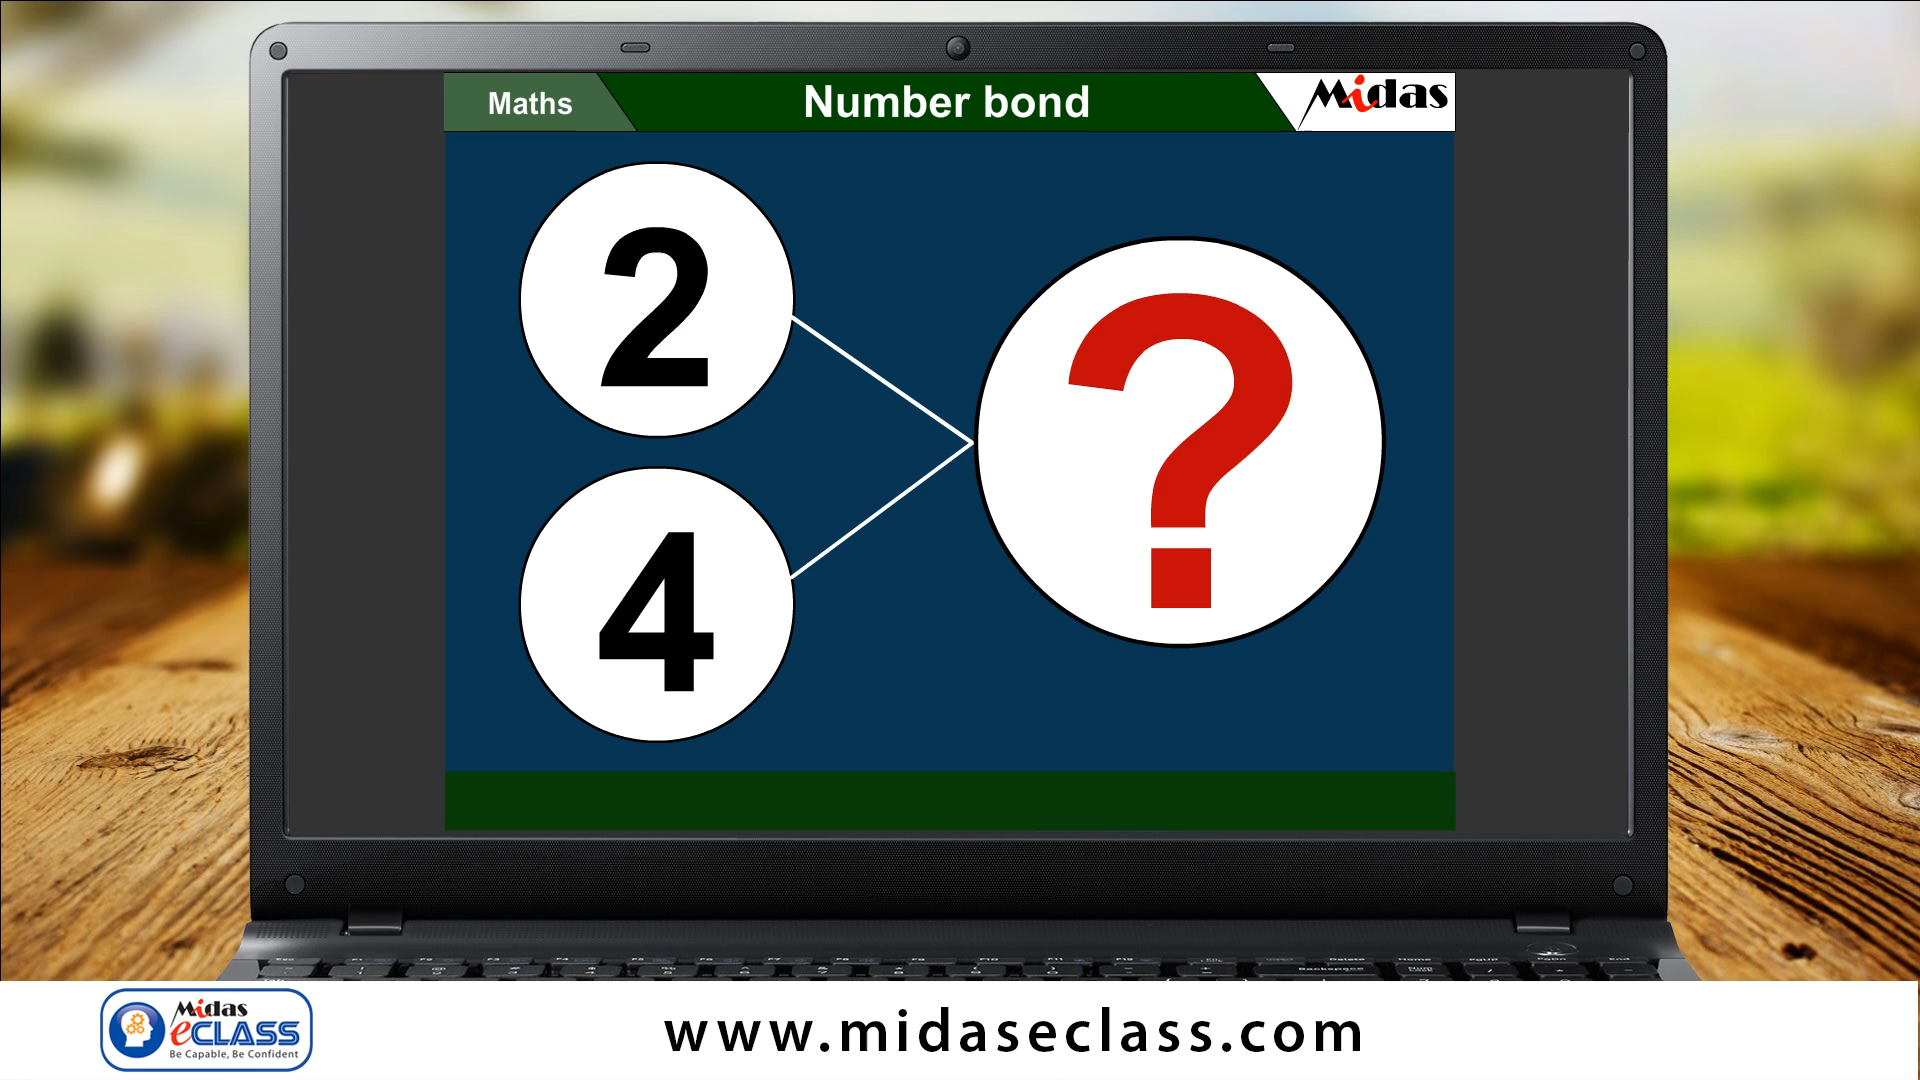 Maths
Number bond
Midas
2
4
?
Midas
eCLASS
Be Capable, Be Confident
www.midaseclass.com